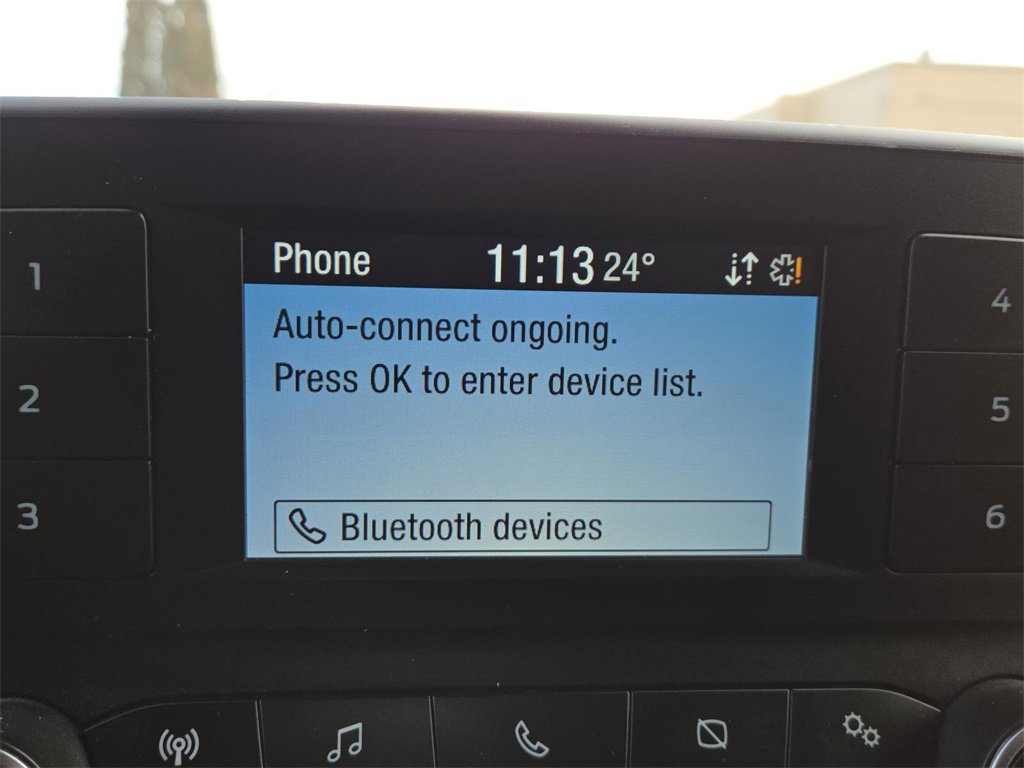 Phone 11:13 24°
Auto-connect ongoing.
Press OK to enter device list.
Bluetooth devices
1
2
3
4
5
6